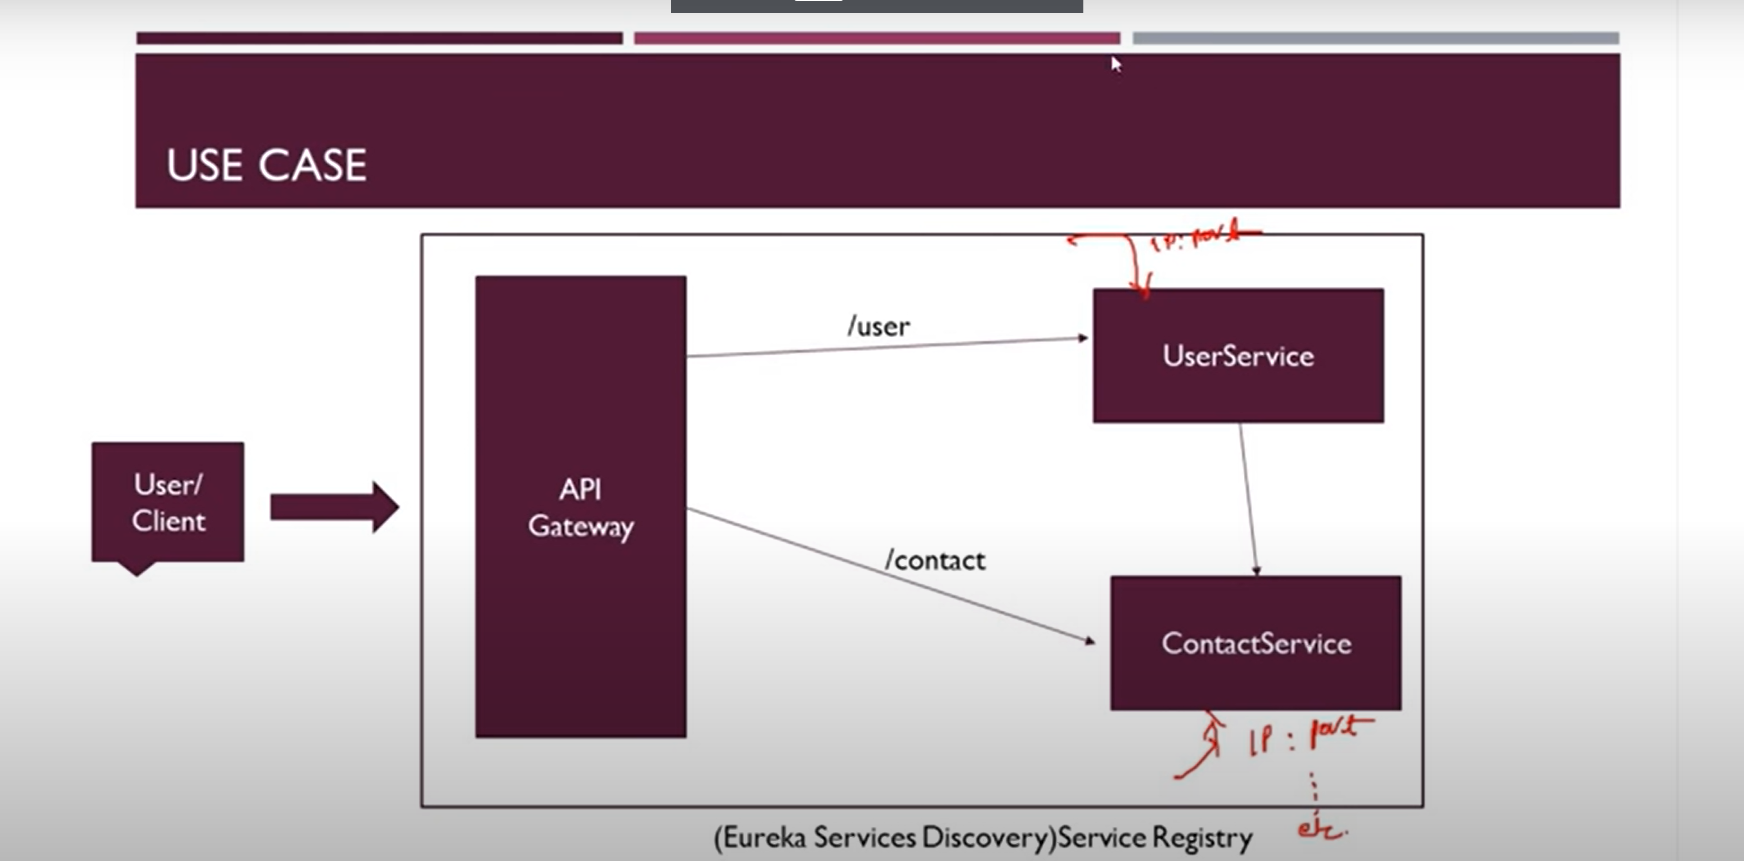 USE CASE
IP: port
/user
UserService
User/
Client
API
Gateway
/contact
ContactService
IP : port
etc.
(Eureka Services Discovery)Service Registry